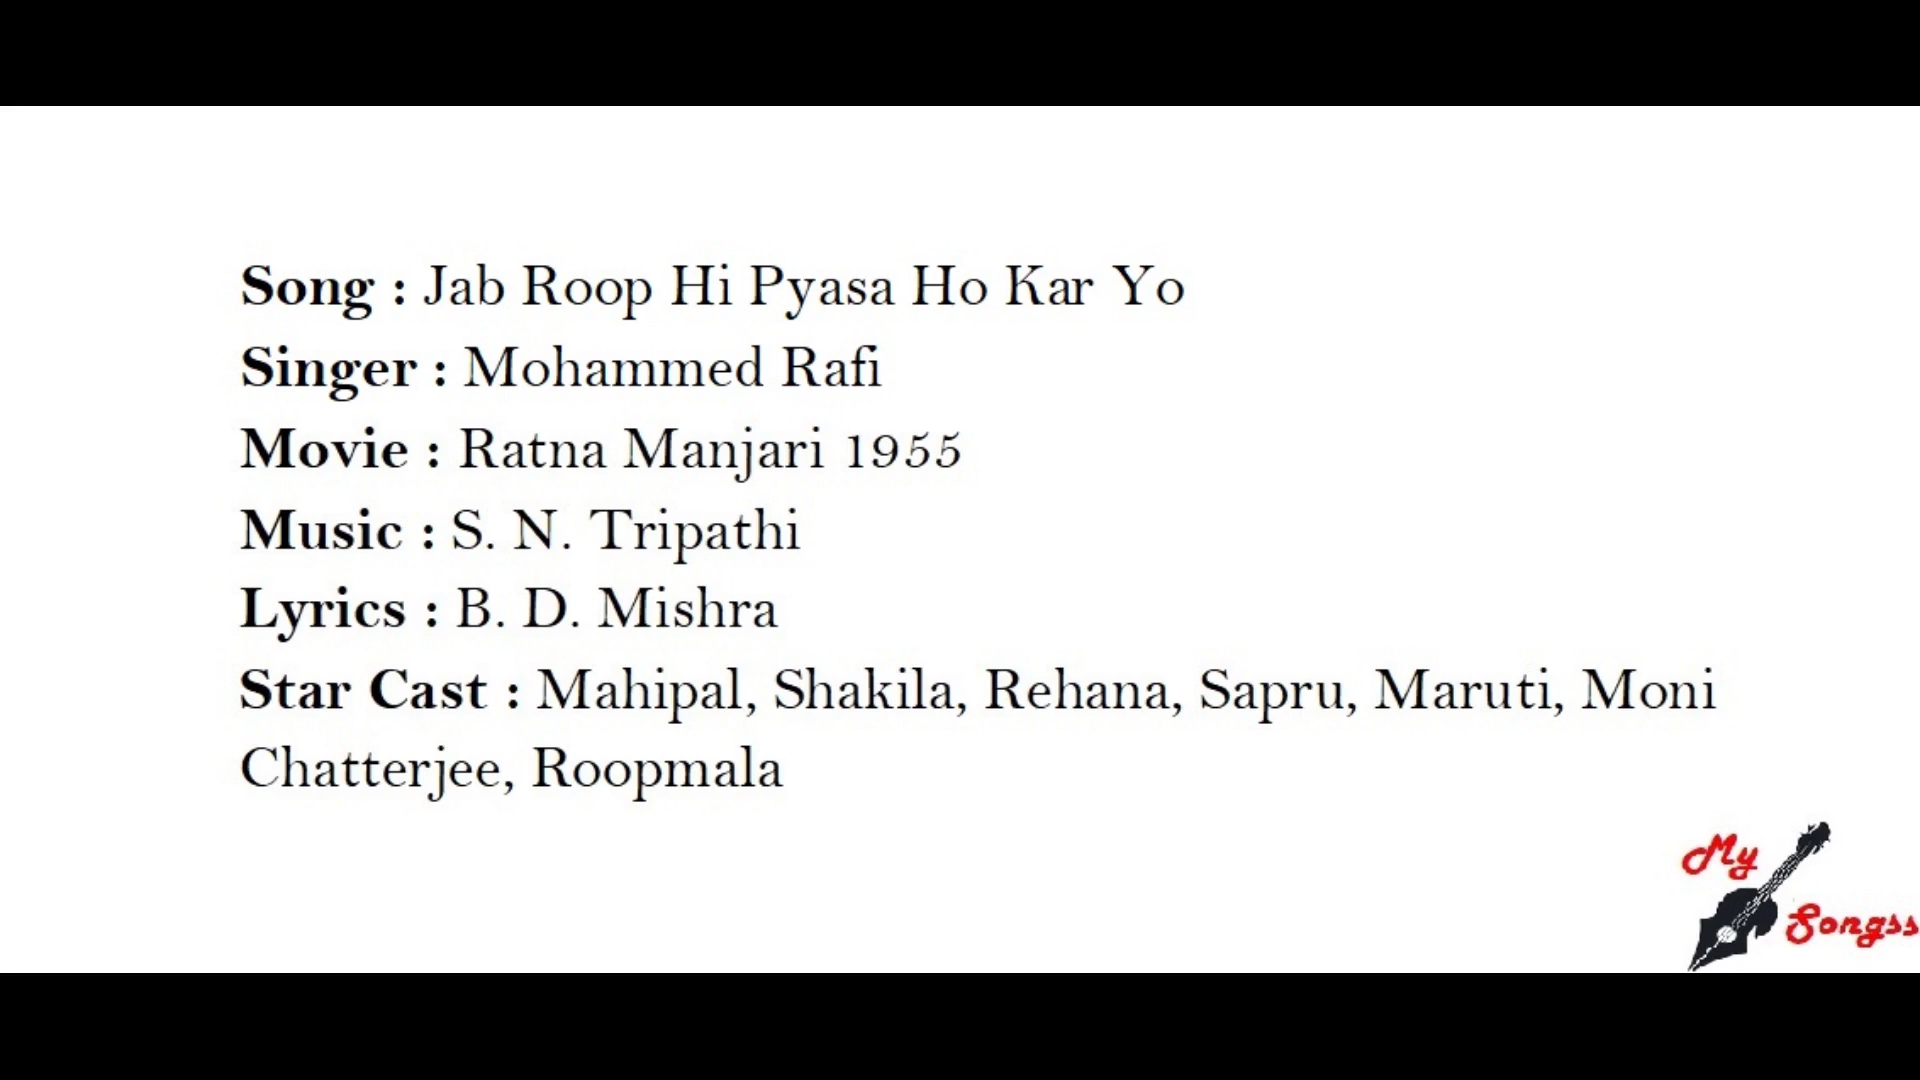 Song : Jab Roop Hi Pyasa Ho Kar Yo
Singer : Mohammed Rafi
Movie : Ratna Manjari 1955
Music : S. N. Tripathi
Lyrics : B. D. Mishra
Star Cast : Mahipal, Shakila, Rehana, Sapru, Maruti, Moni
Chatterjee, Roopmala
My
Songss